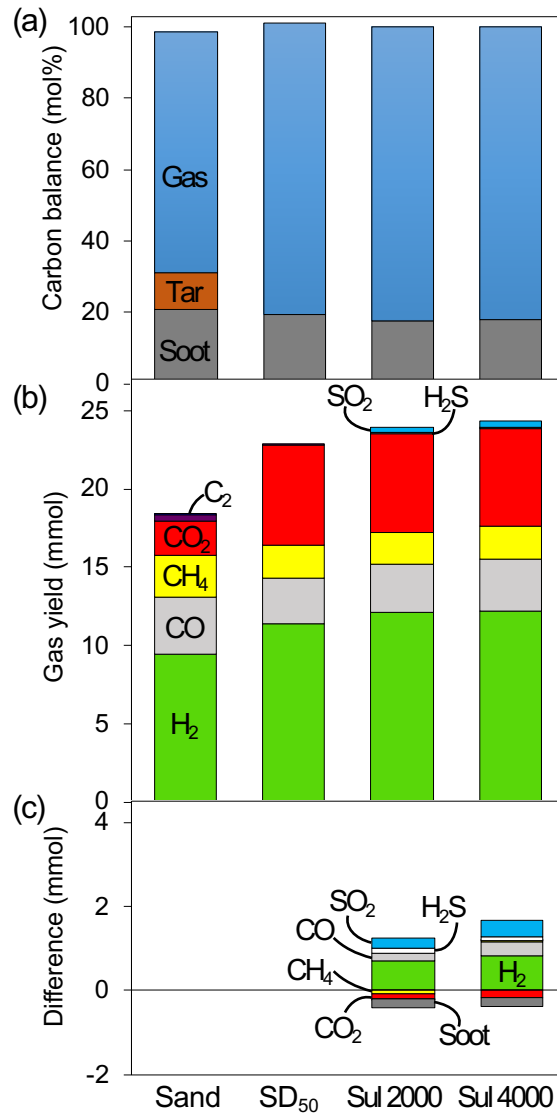 (a)
Carbon balance (mol%)
100
80
60
40
20
0
Gas
Tar
Soot
(b)
Gas yield (mmol)
25
20
15
10
5
0
SO₂
H₂S
C₂
CO₂
CH₄
CO
H₂
(c)
Difference (mmol)
4
2
0
-2
SO₂
H₂S
CO
CH₄
H₂
CO₂
Soot
Sand
SD₅₀
Sul 2000
Sul 4000